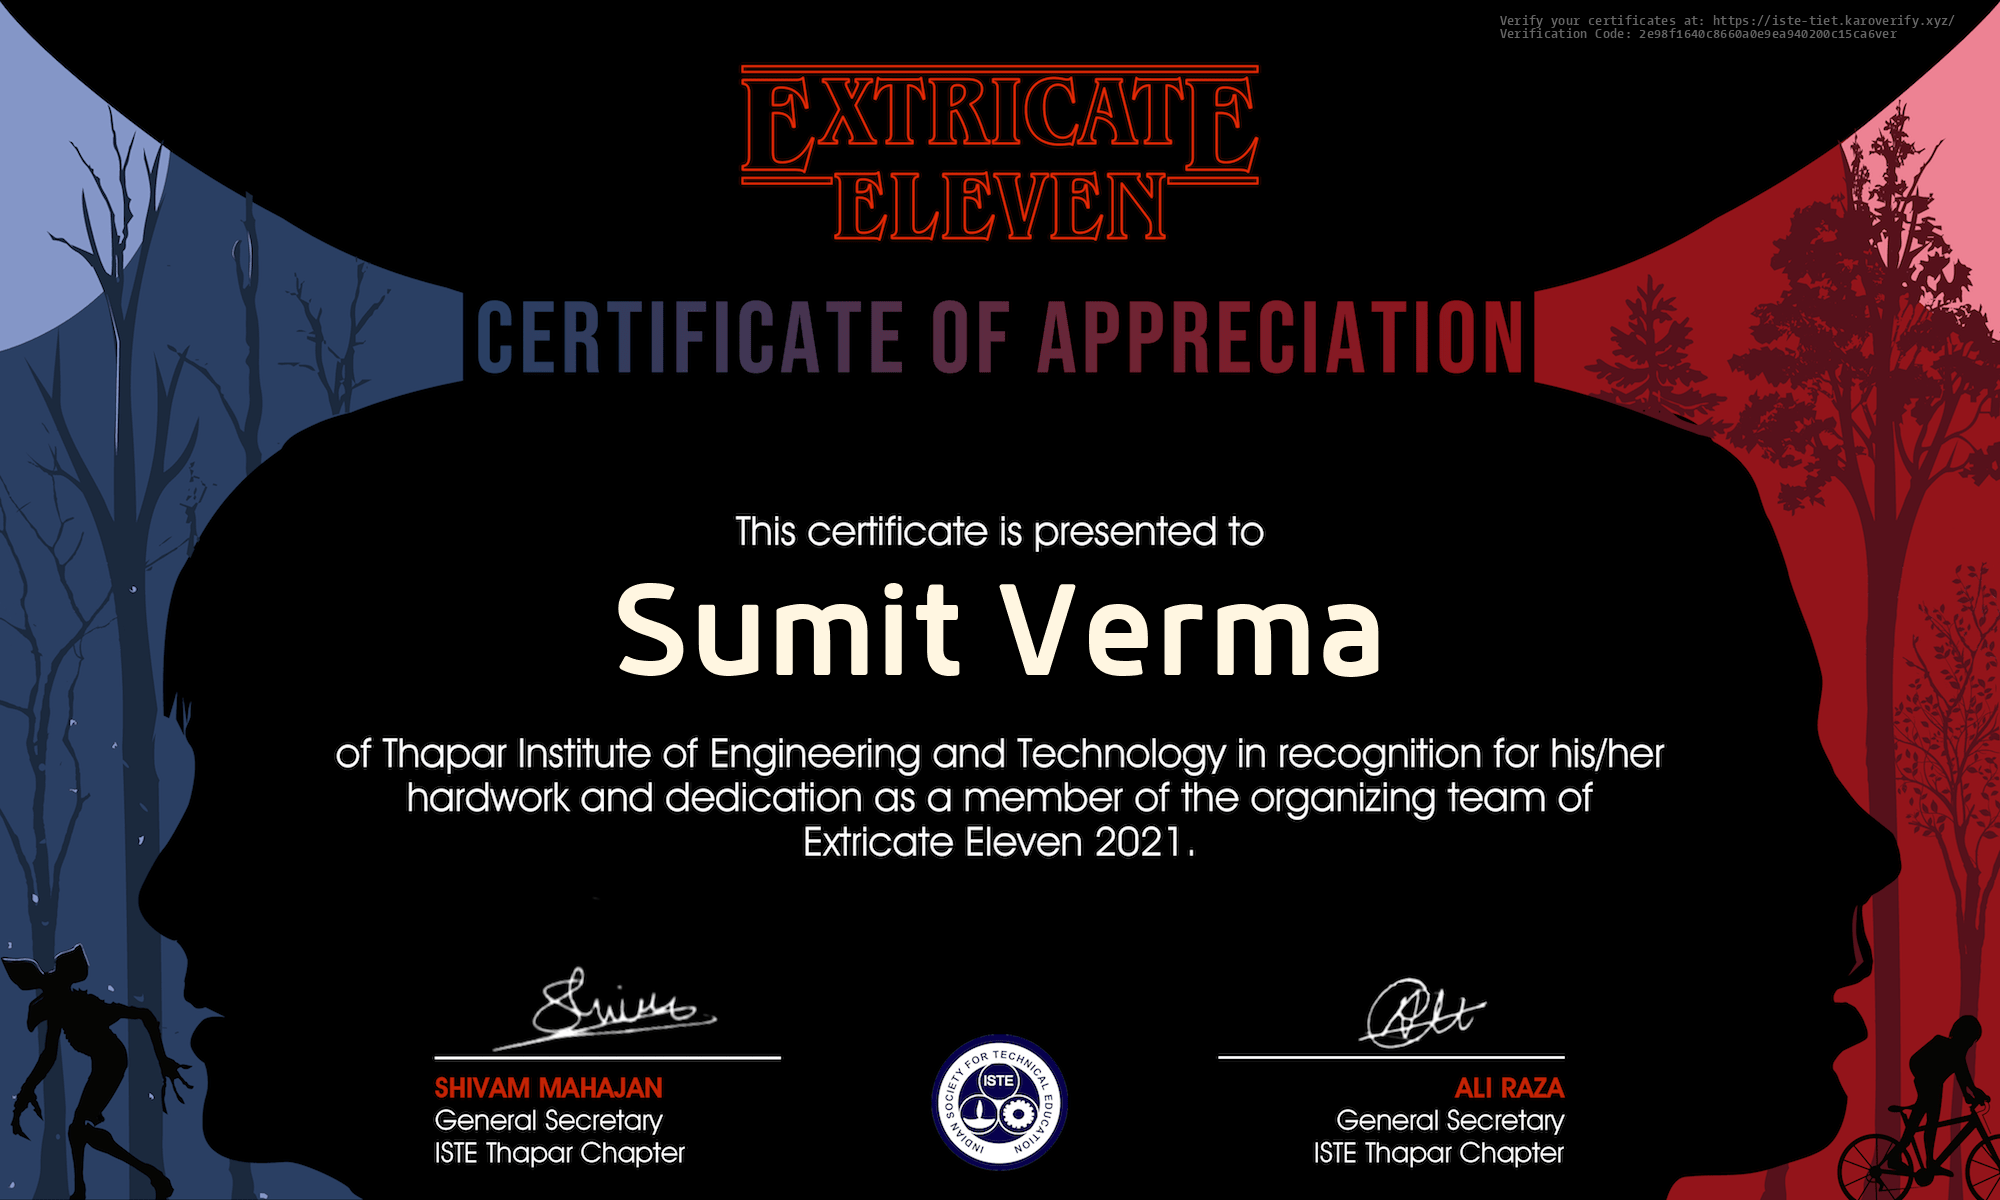 Verify your certificates at: https://iste-tiet.karoverify.xyz/
Verification Code: 2e98f1640c8660a0e9ea940200c15ca6ver
EXTRICATE
ELEVEN
CERTIFICATE OF APPRECIATION
This certificate is presented to
Sumit Verma
of Thapar Institute of Engineering and Technology in recognition for his/her
hardwork and dedication as a member of the organizing team of
Extricate Eleven 2021.
SHIVAM MAHAJAN
General Secretary
ISTE Thapar Chapter
INDIAN SOCIETY FOR TECHNICAL EDUCATION
ISTE
ALI RAZA
General Secretary
ISTE Thapar Chapter